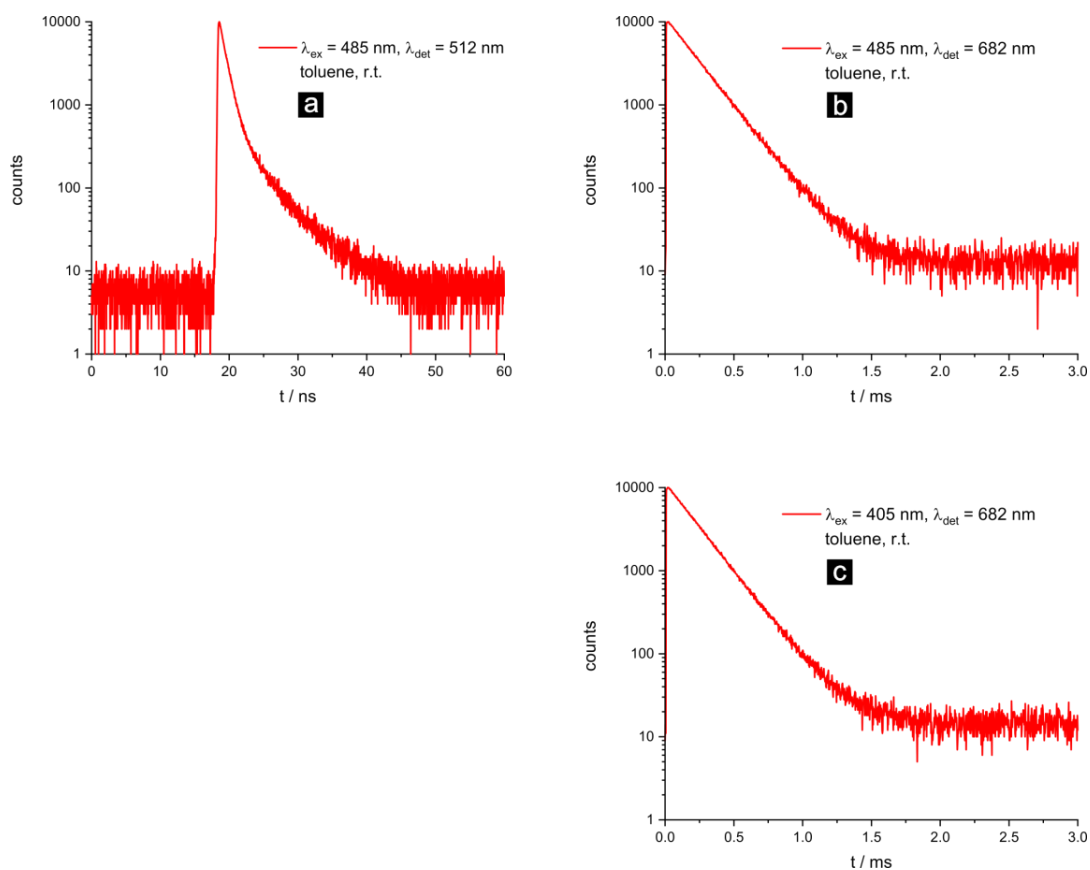 10000
1000
100
10
1
counts
0
10
20
30
40
50
60
t / ns
λex = 485 nm, λdet = 512 nm
toluene, r.t.
a
10000
1000
100
10
1
counts
0.0
0.5
1.0
1.5
2.0
2.5
3.0
t / ms
λex = 485 nm, λdet = 682 nm
toluene, r.t.
b
10000
1000
100
10
1
counts
0.0
0.5
1.0
1.5
2.0
2.5
3.0
t / ms
λex = 405 nm, λdet = 682 nm
toluene, r.t.
c